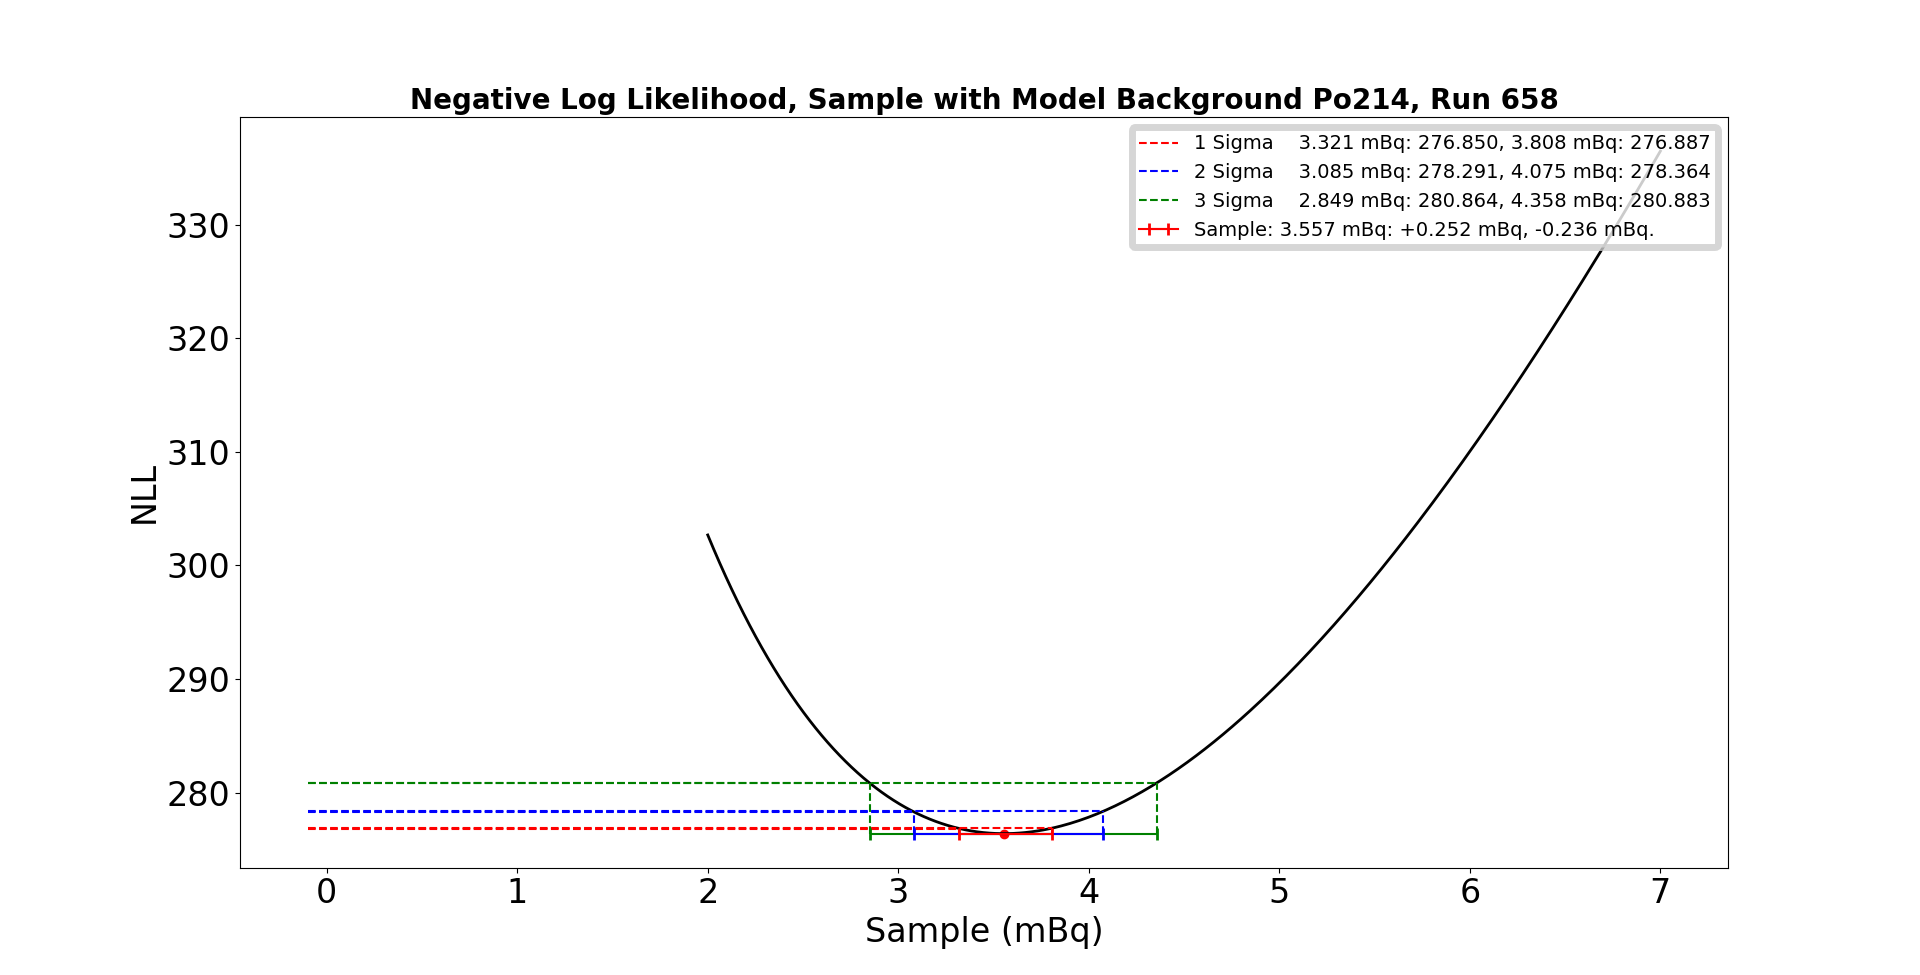 Negative Log Likelihood, Sample with Model Background Po214, Run 658
1 Sigma    3.321 mBq: 276.850, 3.808 mBq: 276.887
2 Sigma    3.085 mBq: 278.291, 4.075 mBq: 278.364
3 Sigma    2.849 mBq: 280.864, 4.358 mBq: 280.883
Sample: 3.557 mBq: +0.252 mBq, -0.236 mBq.
330
320
310
300
290
280
NLL
0 1 2 3 4 5 6 7
Sample (mBq)